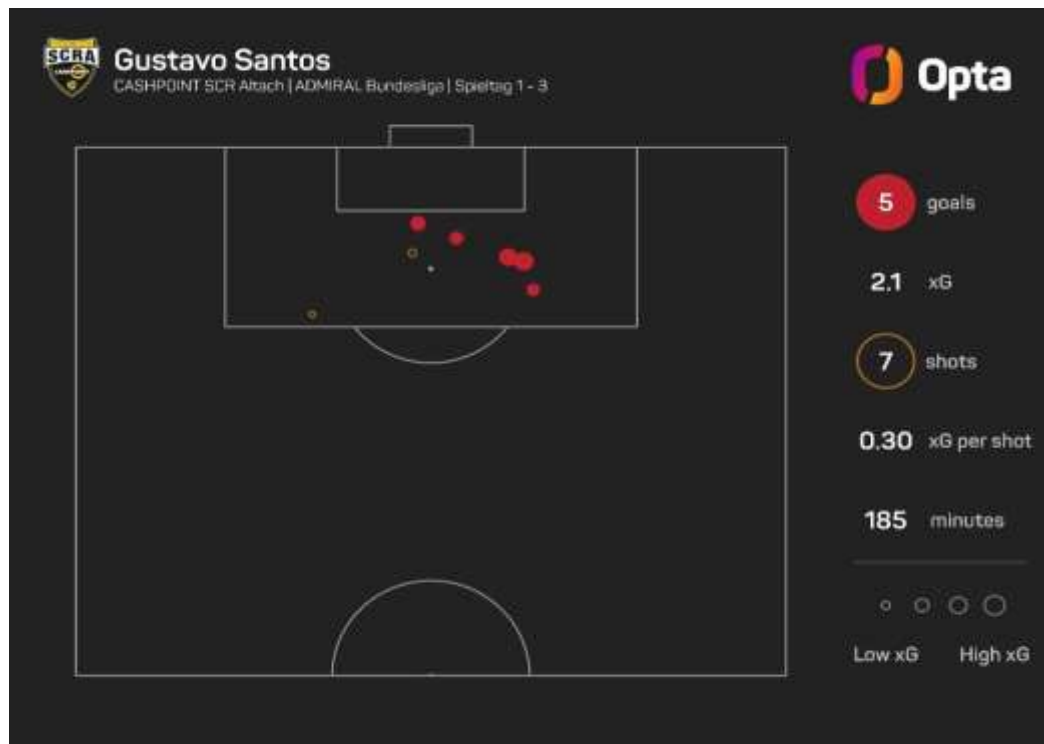 SCRA
Gustavo Santos
CASHPOINT SCR Altach | ADMIRAL Bundesliga | Spieltag 1 - 3
Opta
5 goals
2.1 xG
7 shots
0.30 xG per shot
185 minutes
Low xG High xG